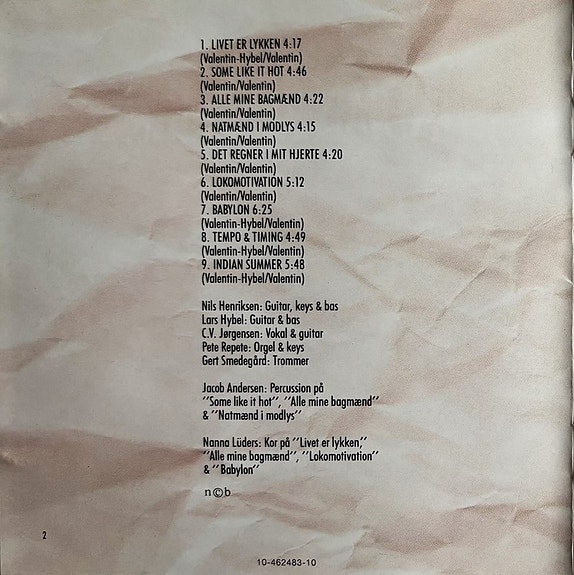 1. LIVET ER LYKKEN 4:17
(Valentin-Hybel/Valentin)
2. SOME LIKE IT HOT 4:46
(Valentin/Valentin)
3. ALLE MINE BAGMÆND 4:22
(Valentin/Valentin)
4. NATMÆND I MODLYS 4:15
(Valentin/Valentin)
5. DET REGNER I MIT HJERTE 4:20
(Valentin/Valentin)
6. LOKOMOTIVATION 5:12
(Valentin/Valentin)
7. BABYLON 6:25
(Valentin-Hybel/Valentin)
8. TEMPO & TIMING 4:49
(Valentin-Hybel/Valentin)
9. INDIAN SUMMER 5:48
(Valentin-Hybel/Valentin)
Nils Henriksen: Guitar, keys & bas
Lars Hybel: Guitar & bas
C.V. Jørgensen: Vokal & guitar
Pete Repete: Orgel & keys
Gert Smedegård: Trommer
Jacob Andersen: Percussion på
"Some like it hot", "Alle mine bagmænd"
& "Natmænd i modlys"
Nanna Lüders: Kor på "Livet er lykken,"
"Alle mine bagmænd", "Lokomotivation"
& "Babylon"
n©b
2
10-462483-10